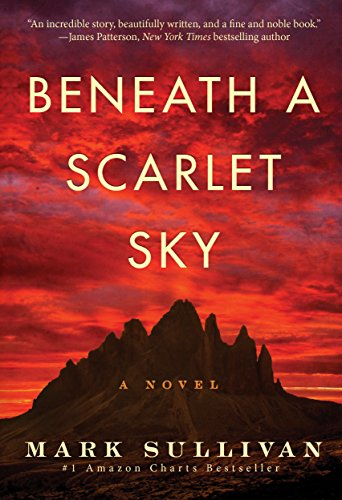 “An incredible story, beautifully written, and a fine and noble book.”
—James Patterson, New York Times bestselling author
BENEATH A
SCARLET
SKY
A NOVEL
MARK SULLIVAN
#1 Amazon Charts Bestseller